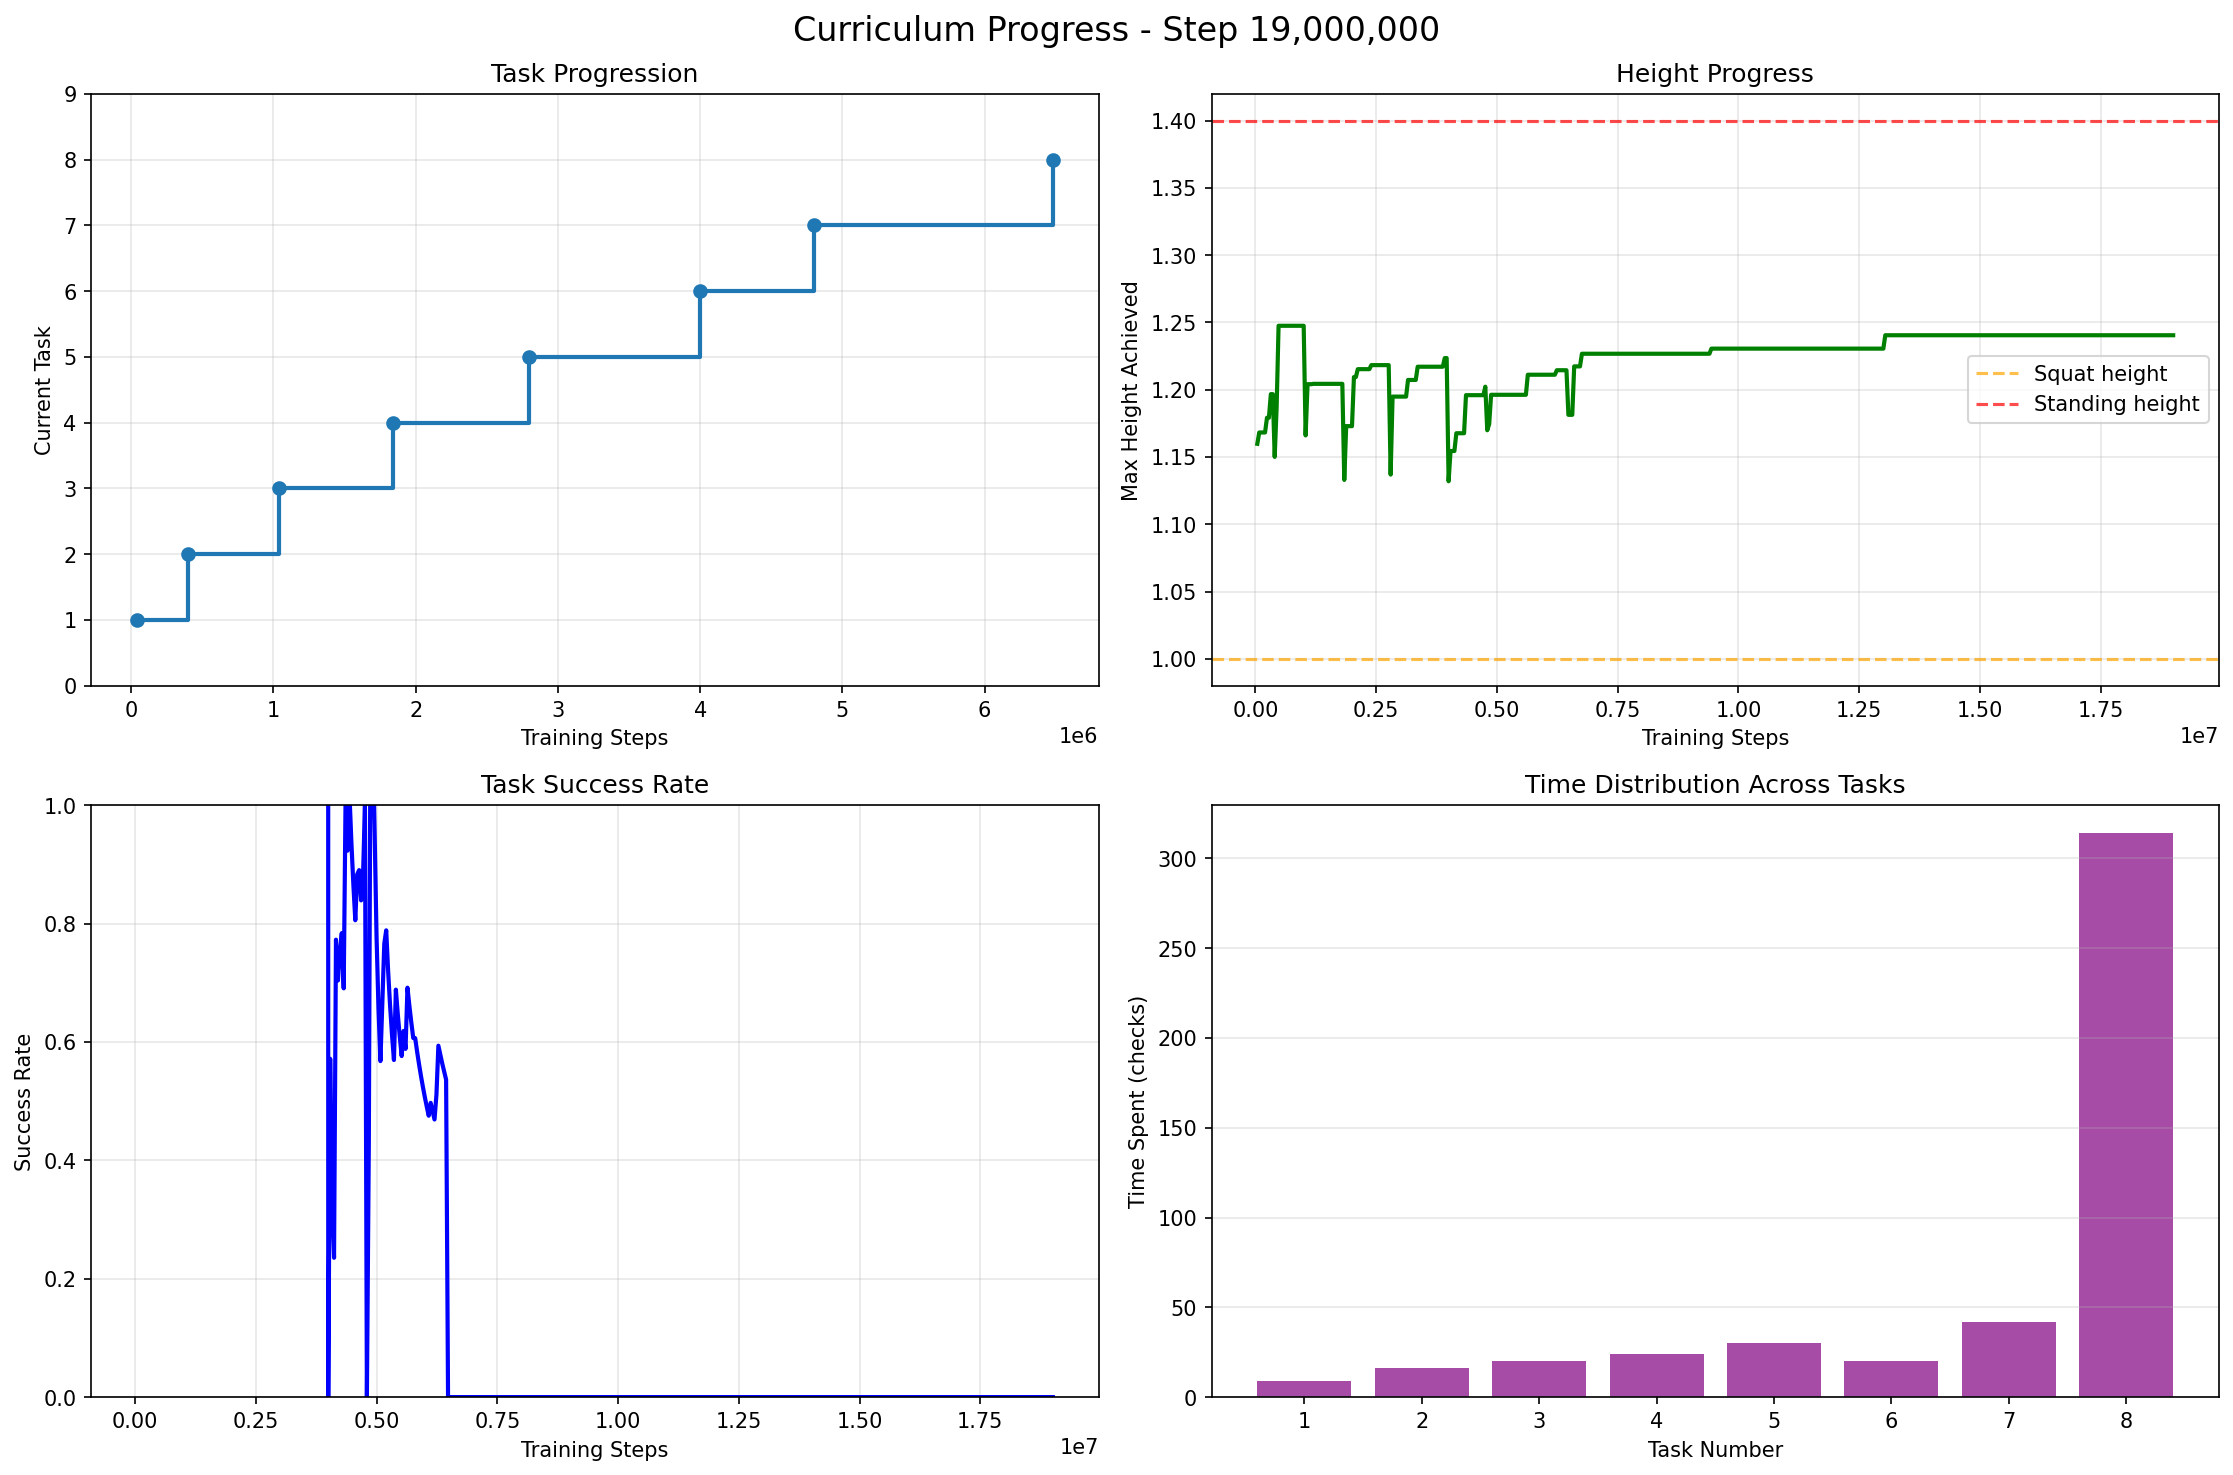 Curriculum Progress - Step 19,000,000
Task Progression
9
8
7
6
5
4
3
2
1
0
Current Task
0 1 2 3 4 5 6
1e6
Training Steps
Height Progress
1.40
1.35
1.30
1.25
1.20
1.15
1.10
1.05
1.00
Max Height Achieved
Squat height
Standing height
0.00 0.25 0.50 0.75 1.00 1.25 1.50 1.75
1e7
Training Steps
Task Success Rate
1.0
0.8
0.6
0.4
0.2
0.0
Success Rate
0.00 0.25 0.50 0.75 1.00 1.25 1.50 1.75
1e7
Training Steps
Time Distribution Across Tasks
300
250
200
150
100
50
0
Time Spent (checks)
1 2 3 4 5 6 7 8
Task Number